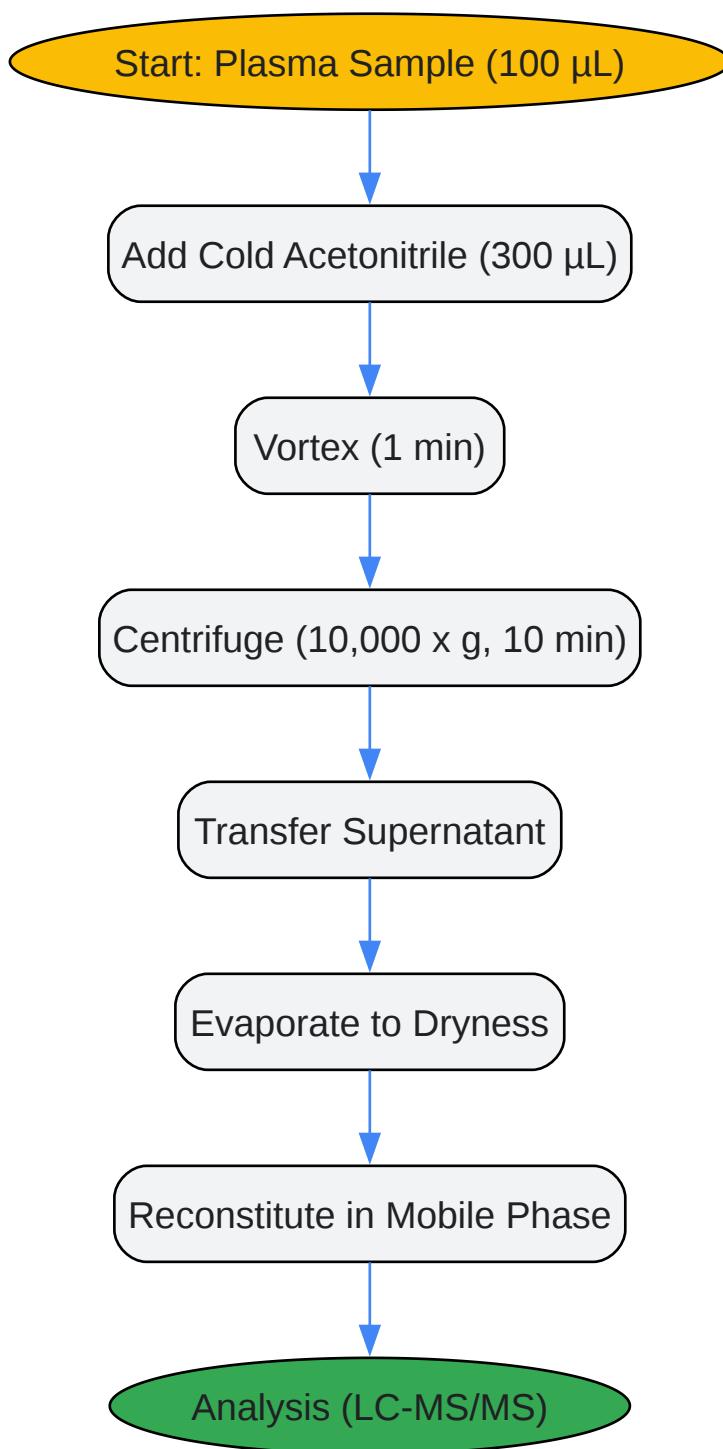 Start: Plasma Sample (100 µL)
Add Cold Acetonitrile (300 µL)
Vortex (1 min)
Centrifuge (10,000 x g, 10 min)
Transfer Supernatant
Evaporate to Dryness
Reconstitute in Mobile Phase
Analysis (LC-MS/MS)